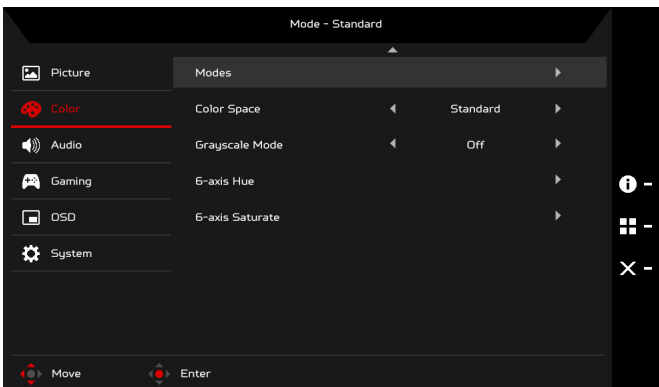 Mode - Standard
Picture
Modes
Color
Color Space
Standard
Audio
Grayscale Mode
Off
Gaming
6-axis Hue
OSD
6-axis Saturate
System
Move
Enter